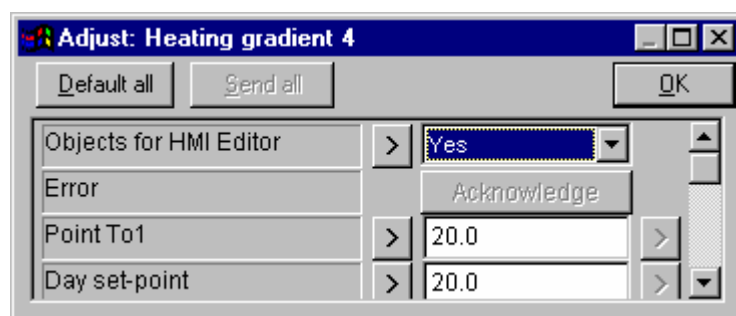 Adjust: Heating gradient 4
Default all Send all OK
Objects for HMI Editor > Yes
Error Acknowledge
Point To1 > 20.0 >
Day set-point > 20.0 >